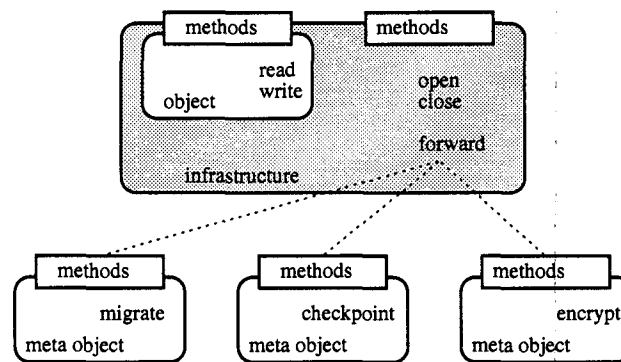 methods
methods
read
write
object
open
close
forward
infrastructure
methods
methods
methods
migrate
checkpoint
encrypt
meta object
meta object
meta object